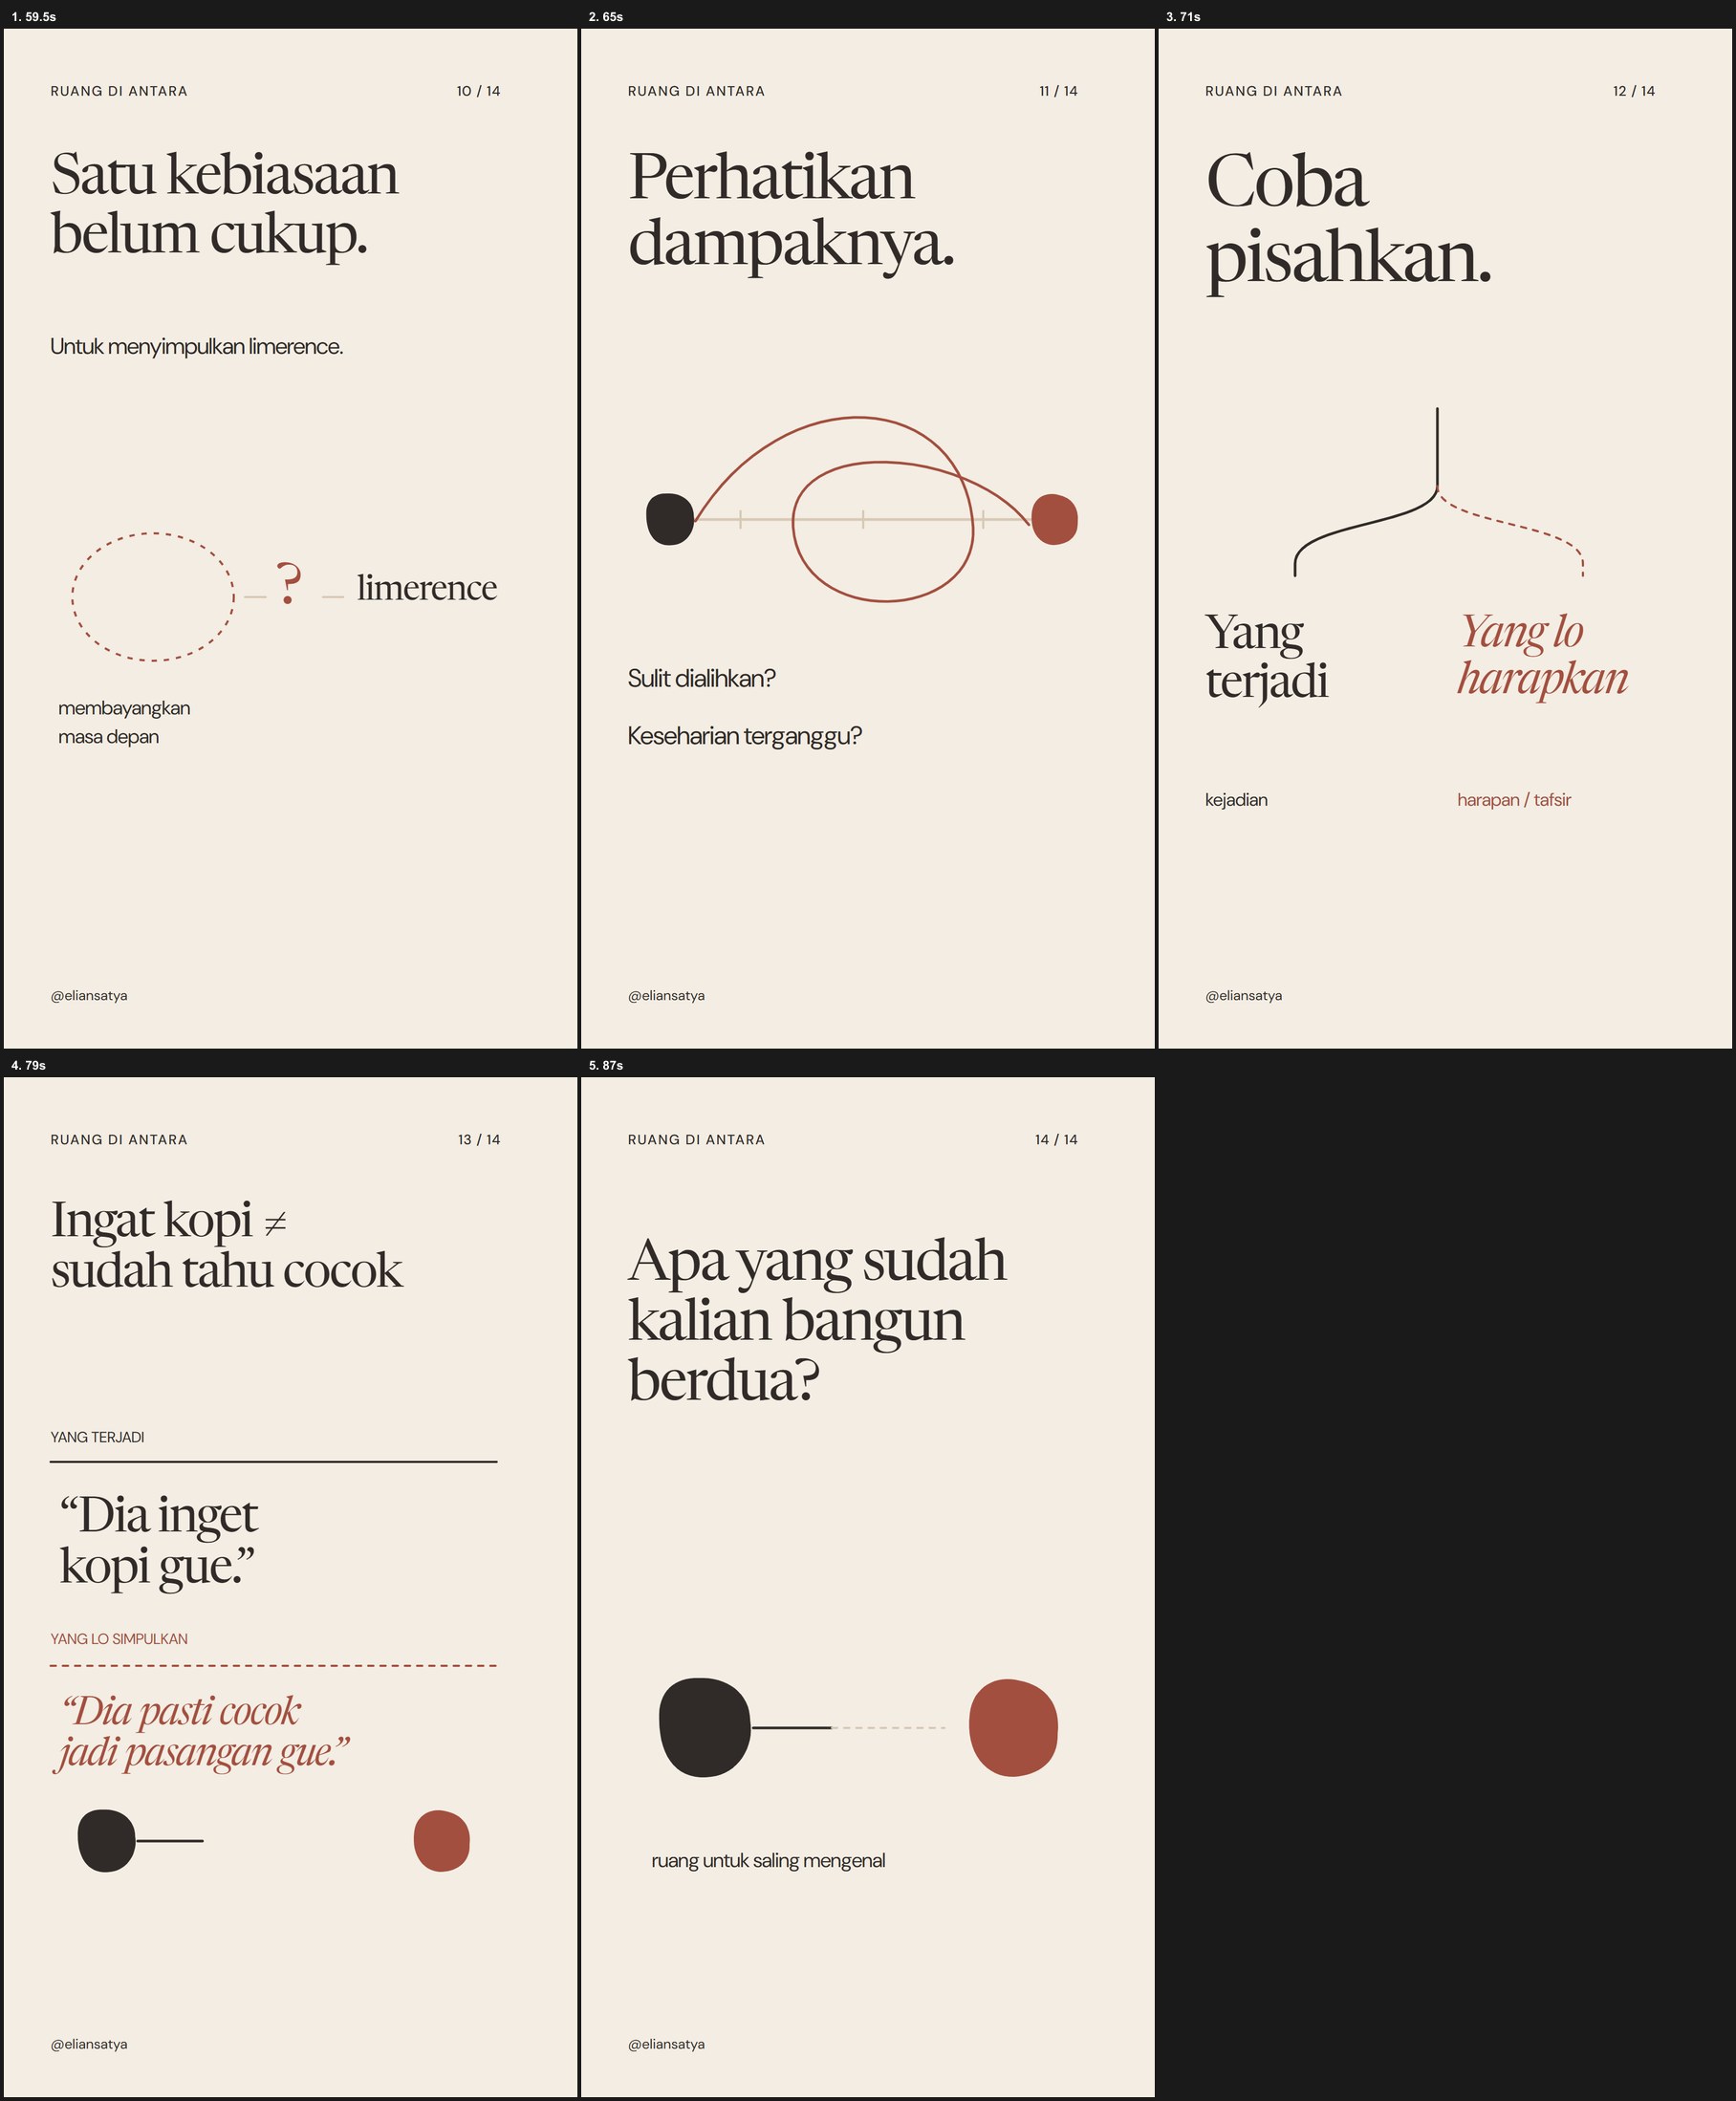 1. 59.5s
RUANG DI ANTARA
10 / 14
Satu kebiasaan
belum cukup.
Untuk menyimpulkan limerence.
?
limerence
membayangkan
masa depan
@eliansatya
2. 65s
RUANG DI ANTARA
11 / 14
Perhatikan
dampaknya.
Sulit dialihkan?
Keseharian terganggu?
@eliansatya
3. 71s
RUANG DI ANTARA
12 / 14
Coba
pisahkan.
Yang
terjadi
Yang lo
harapkan
kejadian
harapan / tafsir
@eliansatya
4. 79s
RUANG DI ANTARA
13 / 14
Ingat kopi ≠
sudah tahu cocok
YANG TERJADI
“Dia inget
kopi gue.”
YANG LO SIMPULKAN
“Dia pasti cocok
jadi pasangan gue.”
@eliansatya
5. 87s
RUANG DI ANTARA
14 / 14
Apa yang sudah
kalian bangun
berdua?
ruang untuk saling mengenal
@eliansatya